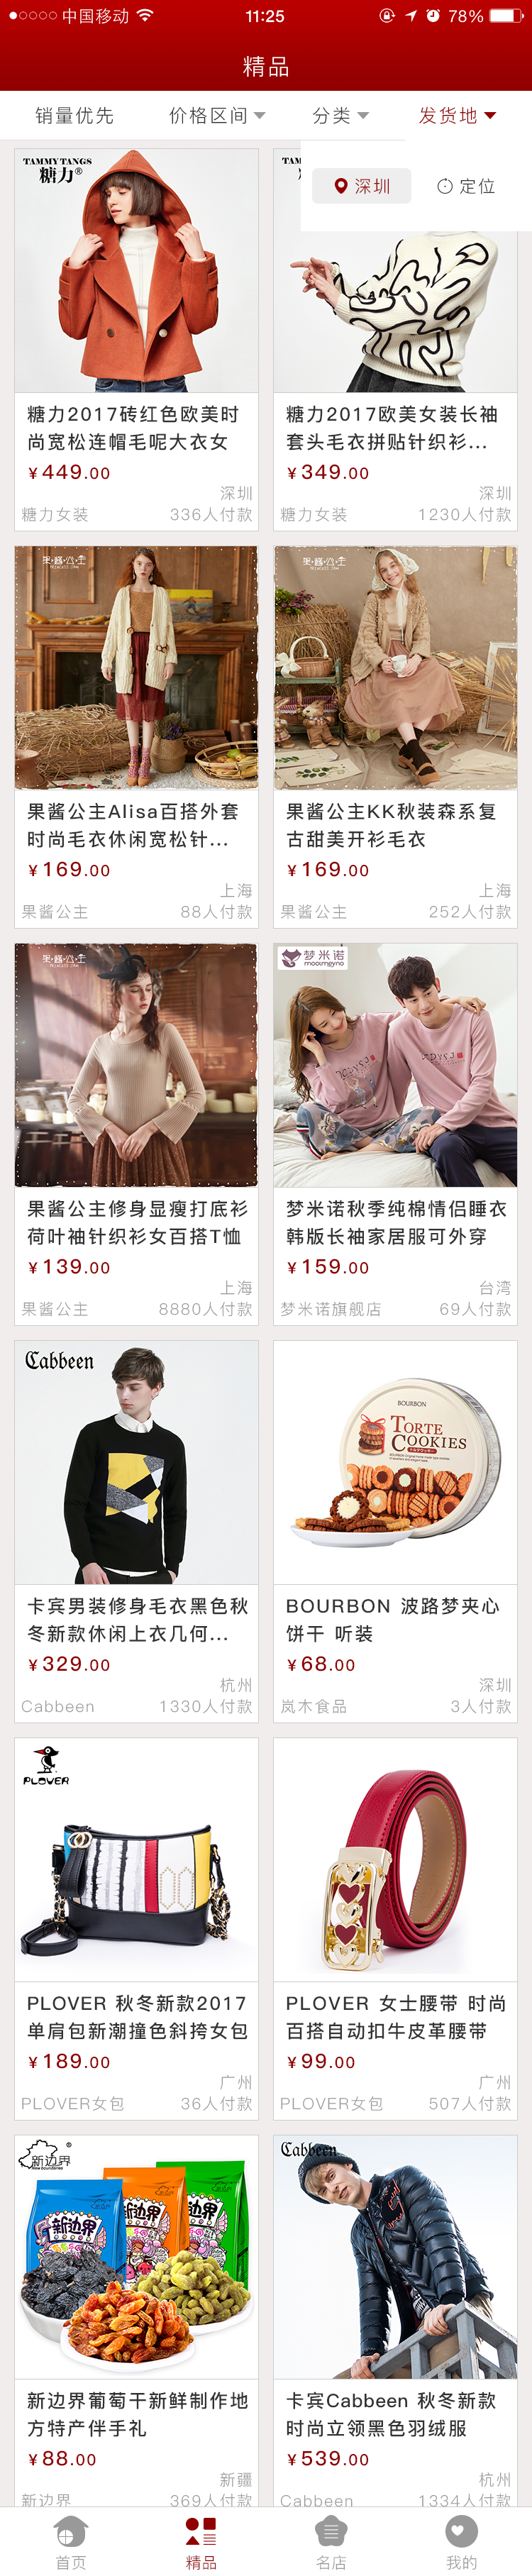 中国移动 11:25 78%
精品
销量优先 价格区间 分类 发货地
深圳 定位
TAMMY TANGS
糖力®
糖力2017砖红色欧美时
尚宽松连帽毛呢大衣女
¥449.00
深圳
糖力女装 336人付款
糖力2017欧美女装长袖
套头毛衣拼贴针织衫...
¥349.00
深圳
糖力女装 1230人付款
果·酱·公·主
PRINCESS JAM
果酱公主Alisa百搭外套
时尚毛衣休闲宽松针...
¥169.00
上海
果酱公主 88人付款
果·酱·公·主
PRINCESS JAM
果酱公主KK秋装森系复
古甜美开衫毛衣
¥169.00
上海
果酱公主 252人付款
果·酱·公·主
PRINCESS JAM
果酱公主修身显瘦打底衫
荷叶袖针织衫女百搭T恤
¥139.00
上海
果酱公主 8880人付款
梦米诺
梦米诺秋季纯棉情侣睡衣
韩版长袖家居服可外穿
¥159.00
台湾
梦米诺旗舰店 69人付款
Cabbeen
卡宾男装修身毛衣黑色秋
冬新款休闲上衣几何...
¥329.00
杭州
Cabbeen 1330人付款
BOURBON
TORTE
COOKIES
BOURBON 波路梦夹心
饼干 听装
¥68.00
深圳
岚木食品 3人付款
PLOVER
PLOVER 秋冬新款2017
单肩包新潮撞色斜挎女包
¥189.00
广州
PLOVER女包 36人付款
PLOVER 女士腰带 时尚
百搭自动扣牛皮革腰带
¥99.00
广州
PLOVER女包 507人付款
新边界
新边界
新边界
新边界葡萄干新鲜制作地
方特产伴手礼
¥88.00
新疆
新边界 369人付款
Cabbeen
卡宾Cabbeen 秋冬新款
时尚立领黑色羽绒服
¥539.00
杭州
Cabbeen 1334人付款
首页 精品 名店 我的